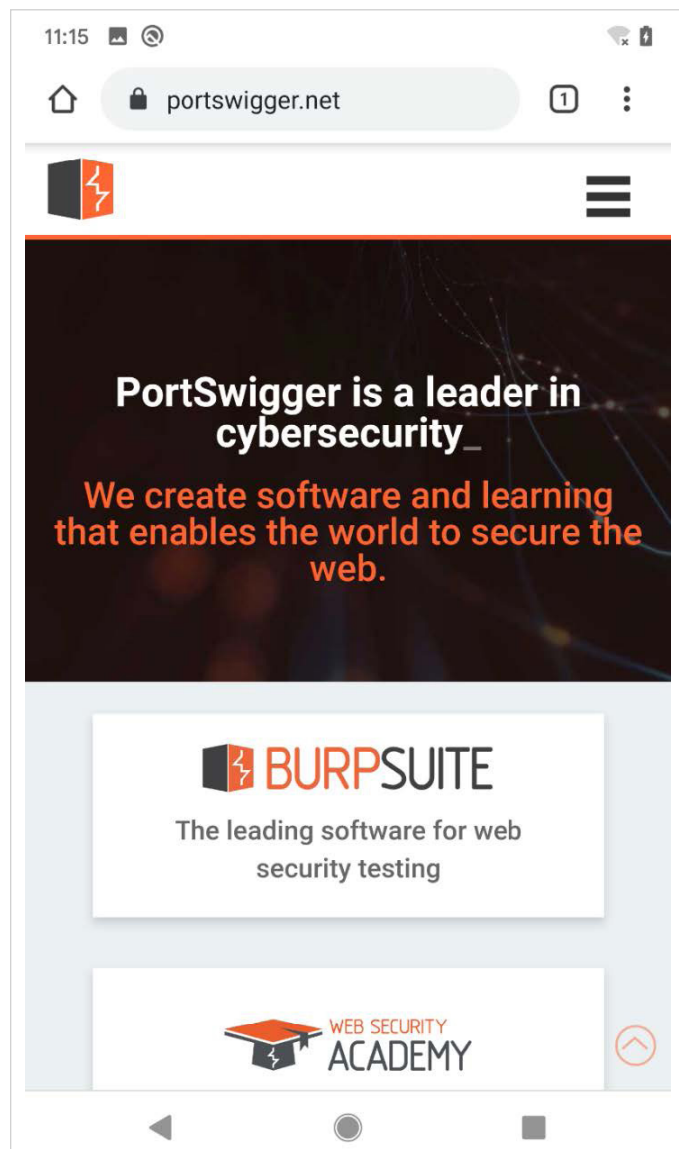 11:15
portswigger.net
1
PortSwigger is a leader in
cybersecurity_
We create software and learning
that enables the world to secure the
web.
BURPSUITE
The leading software for web
security testing
WEB SECURITY
ACADEMY